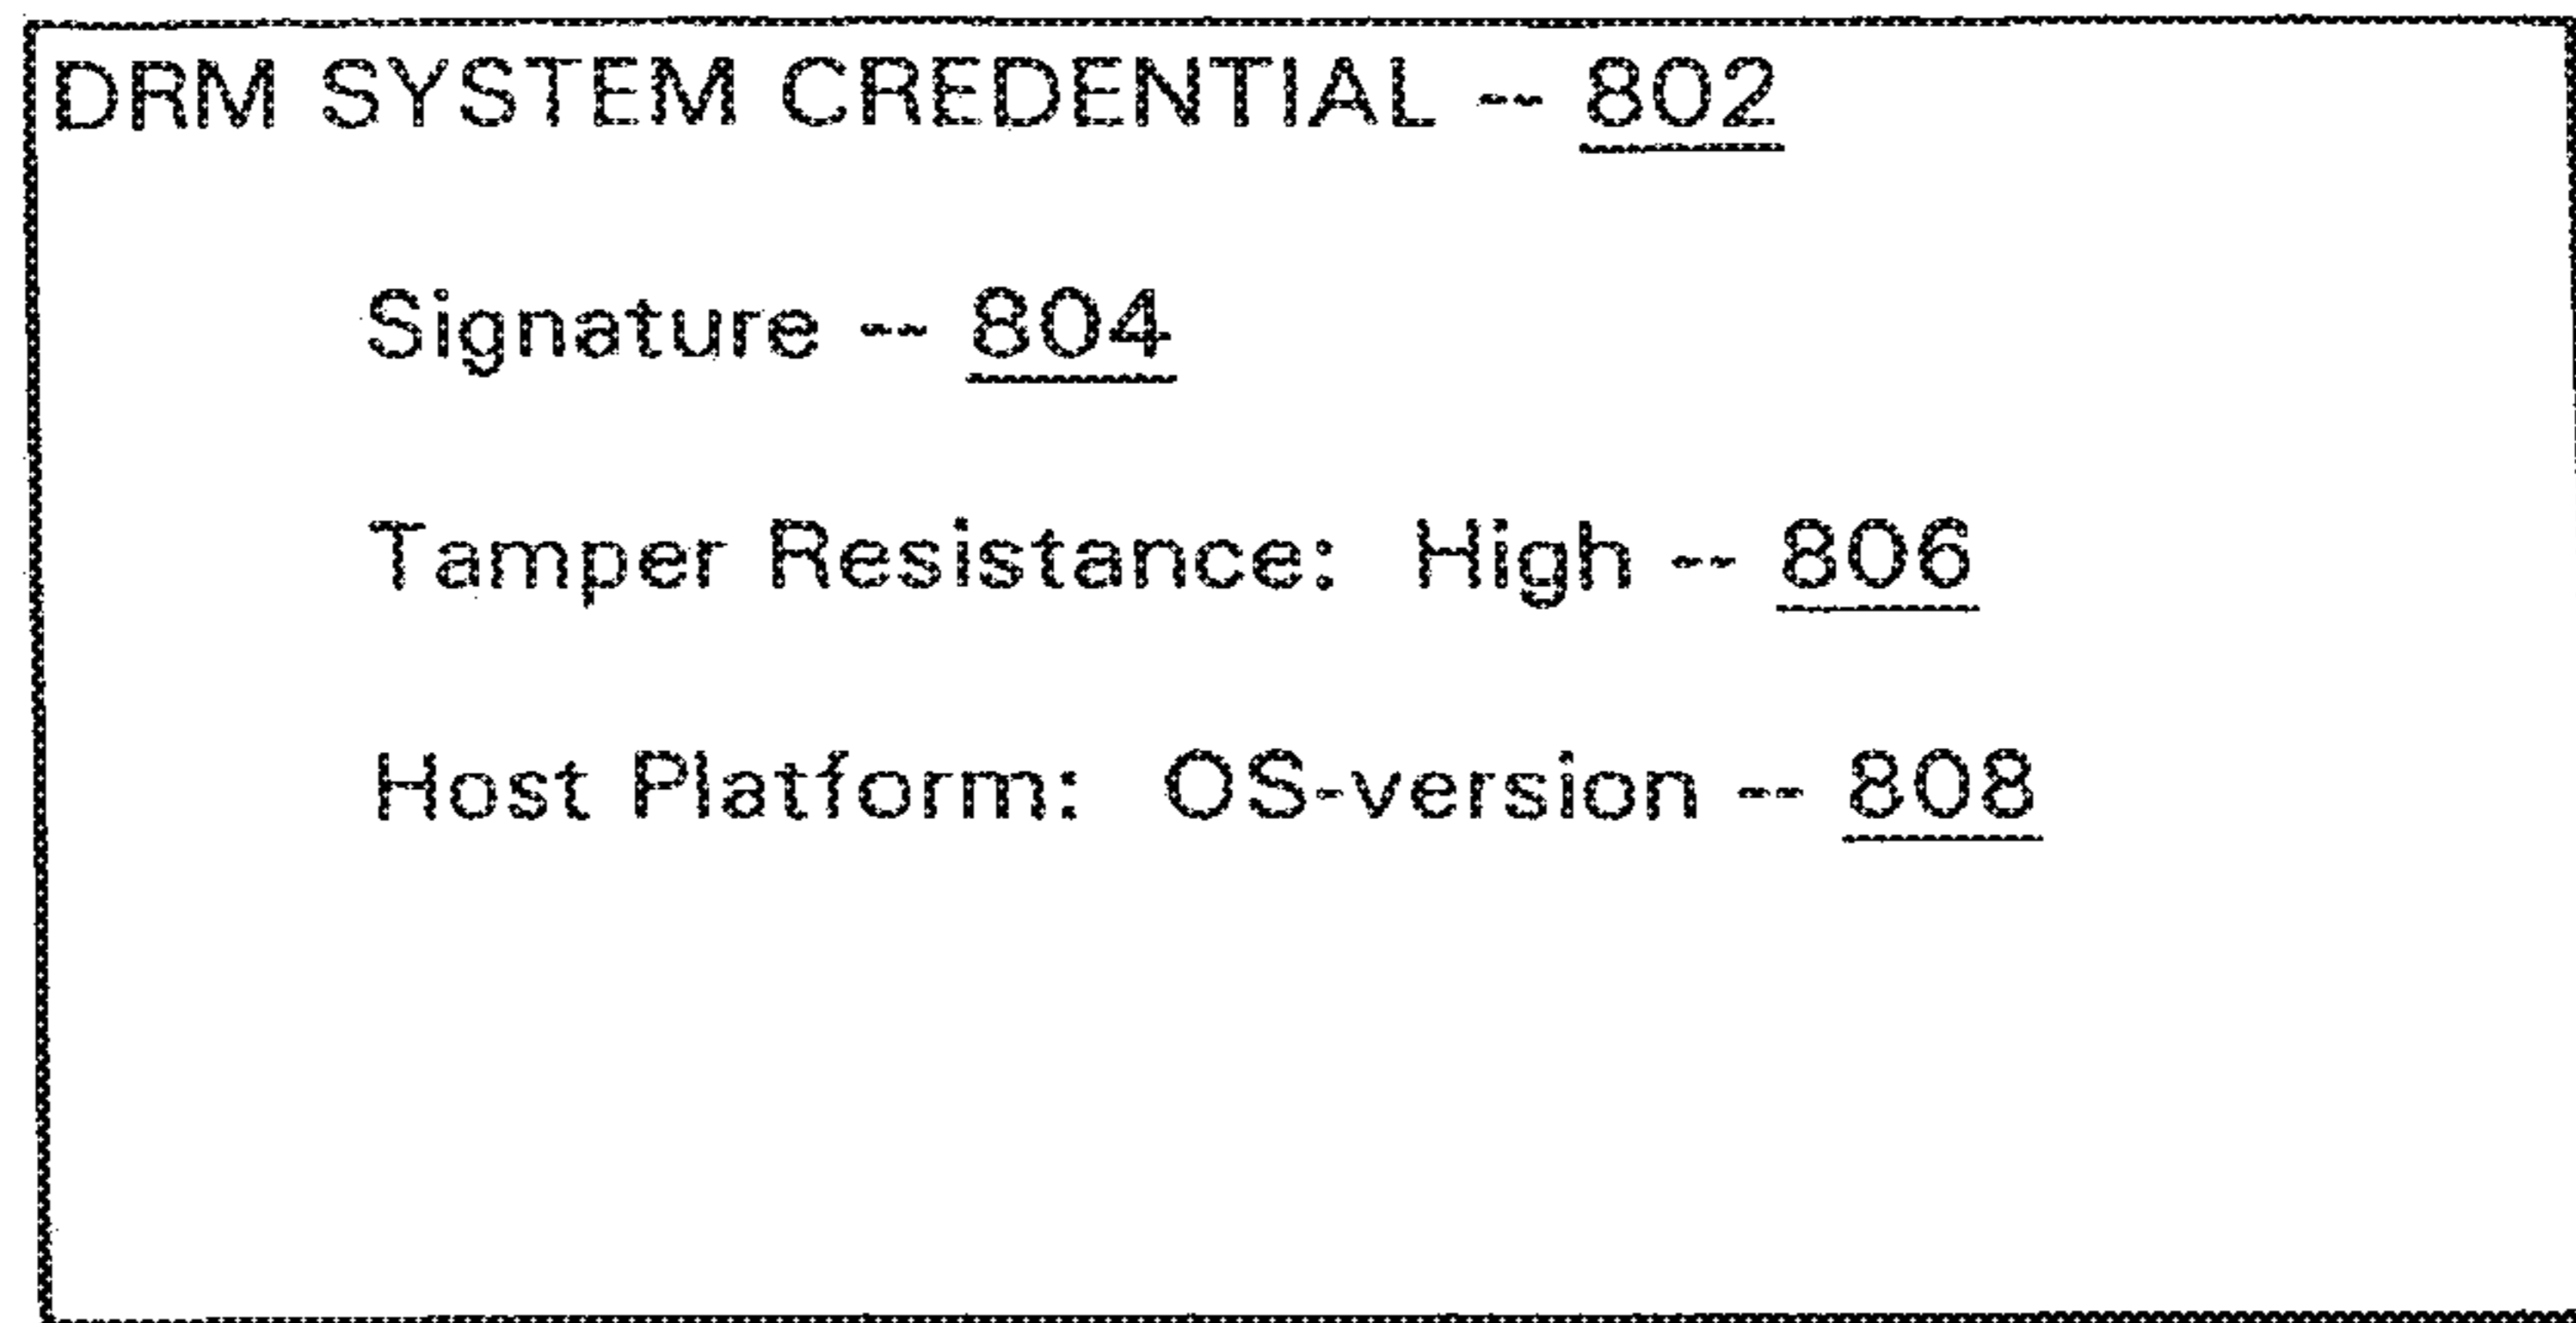 DRM SYSTEM CREDENTIAL -- 802
Signature -- 804
Tamper Resistance: High -- 806
Host Platform: OS-version -- 808